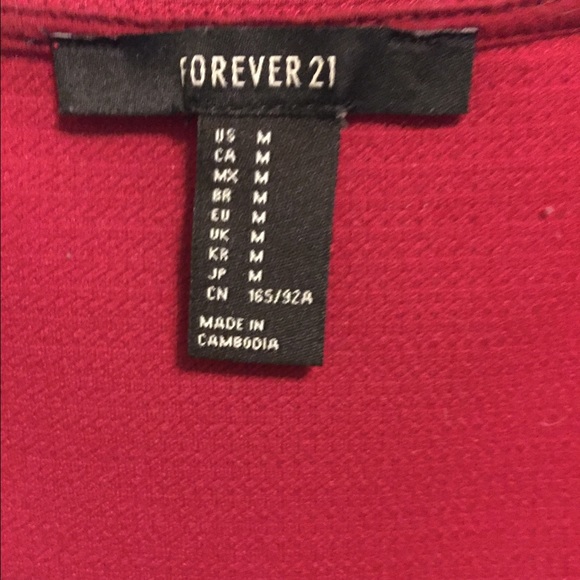 FOREVER 21
US M
CA M
MX M
BR M
EU M
UK M
KR M
JP M
CN 165/92A
MADE IN
CAMBODIA